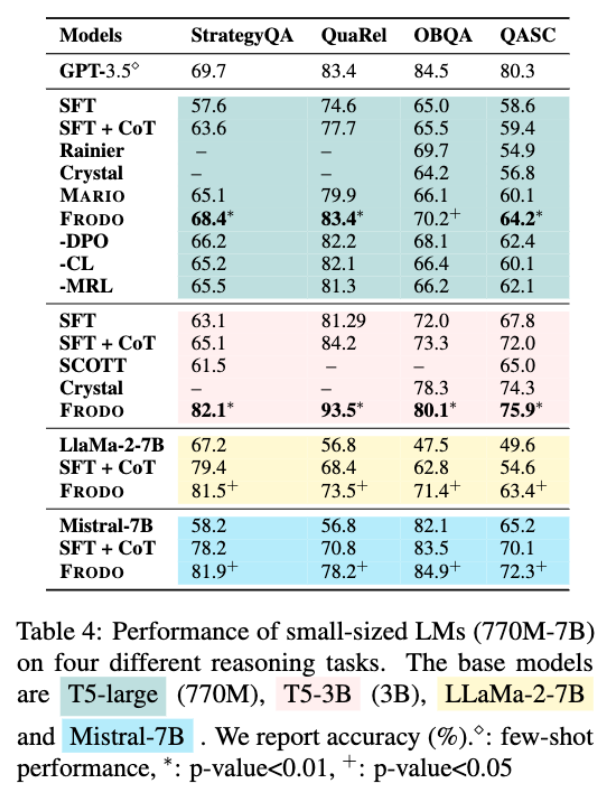 Models StrategyQA QuaRel OBQA QASC
GPT-3.5◇ 69.7 83.4 84.5 80.3
SFT 57.6 74.6 65.0 58.6
SFT + CoT 63.6 77.7 65.5 59.4
Rainier – – 69.7 54.9
Crystal – – 64.2 56.8
MARIO 65.1 79.9 66.1 60.1
FRODO 68.4* 83.4* 70.2+ 64.2*
-DPO 66.2 82.2 68.1 62.4
-CL 65.2 82.1 66.4 60.1
-MRL 65.5 81.3 66.2 62.1
SFT 63.1 81.29 72.0 67.8
SFT + CoT 65.1 84.2 73.3 72.0
SCOTT 61.5 – – 65.0
Crystal – – 78.3 74.3
FRODO 82.1* 93.5* 80.1* 75.9*
LlaMa-2-7B 67.2 56.8 47.5 49.6
SFT + CoT 79.4 68.4 62.8 54.6
FRODO 81.5+ 73.5+ 71.4+ 63.4+
Mistral-7B 58.2 56.8 82.1 65.2
SFT + CoT 78.2 70.8 83.5 70.1
FRODO 81.9+ 78.2+ 84.9+ 72.3+
Table 4: Performance of small-sized LMs (770M-7B)
on four different reasoning tasks. The base models
are T5-large (770M), T5-3B (3B), LLaMa-2-7B
and Mistral-7B . We report accuracy (%).◇: few-shot
performance, *: p-value<0.01, +: p-value<0.05